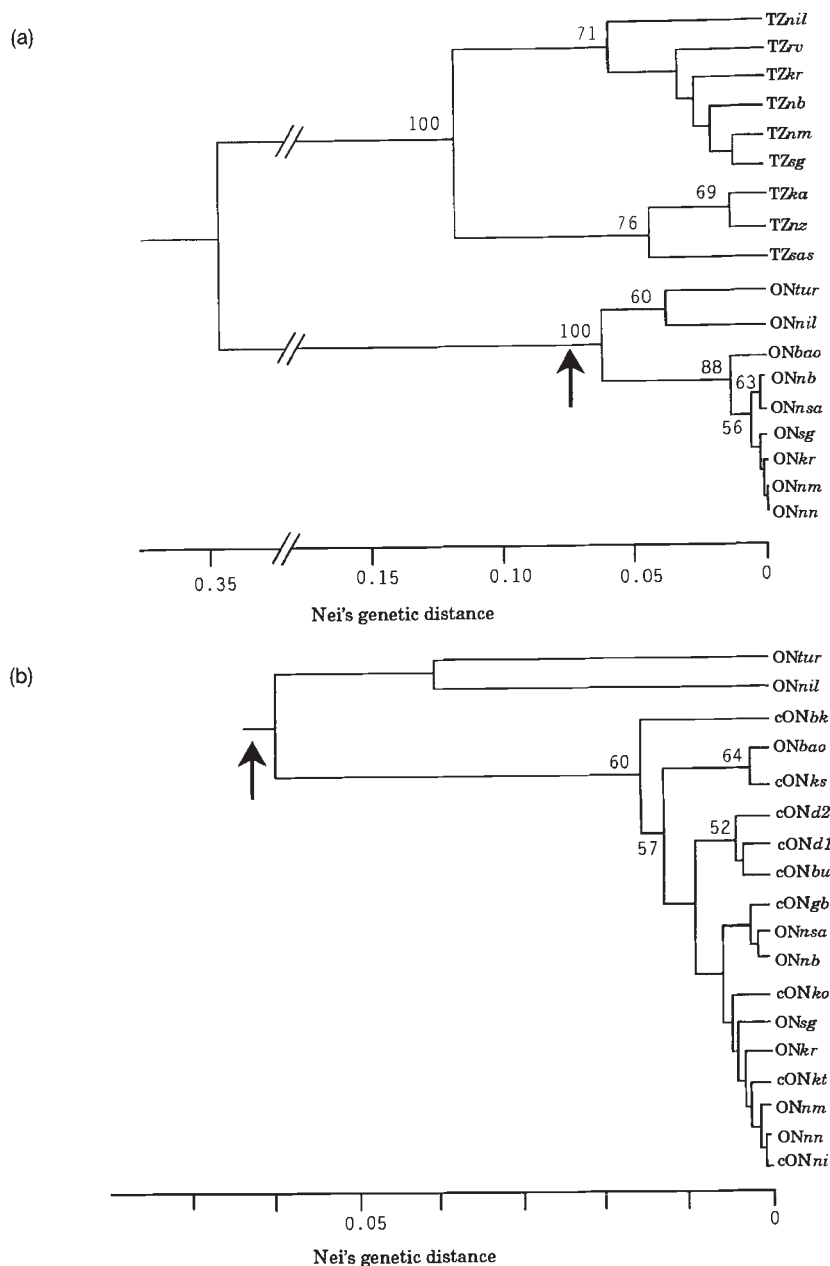 (a)
71
TZnil
TZrv
TZkr
TZnb
TZnm
TZsg
100
69
TZka
76
TZnz
TZsas
60
ONtur
ONnil
100
88
ONbao
63
ONnb
ONnsa
56
ONsg
ONkr
ONnm
ONnn
0.35
0.15
0.10
0.05
0
Nei's genetic distance
(b)
ONtur
ONnil
cONbk
60
64
ONbao
cONks
57
52
cONd2
cONd1
cONbu
cONgb
ONnsa
ONnb
cONko
ONsg
ONkr
cONkt
ONnm
ONnn
cONni
0.05
0
Nei's genetic distance